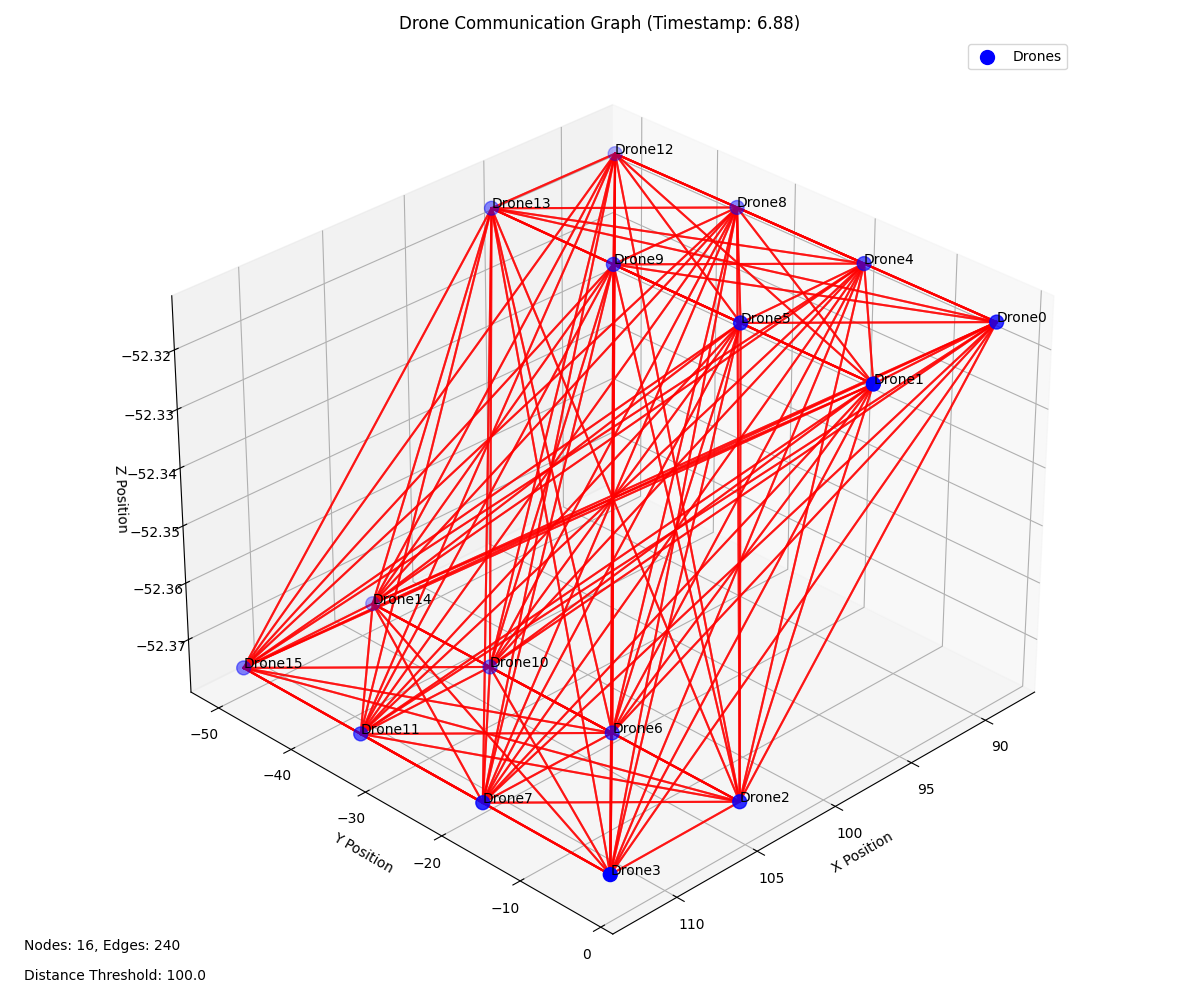 Drone Communication Graph (Timestamp: 6.88)
Drones
Drone12
Drone13
Drone8
Drone9
Drone4
Drone5
Drone0
Drone1
Drone14
Drone15
Drone10
Drone11
Drone6
Drone7
Drone2
Drone3
Z Position
−52.32
−52.33
−52.34
−52.35
−52.36
−52.37
Y Position
−50
−40
−30
−20
−10
0
X Position
90
95
100
105
110
Nodes: 16, Edges: 240
Distance Threshold: 100.0